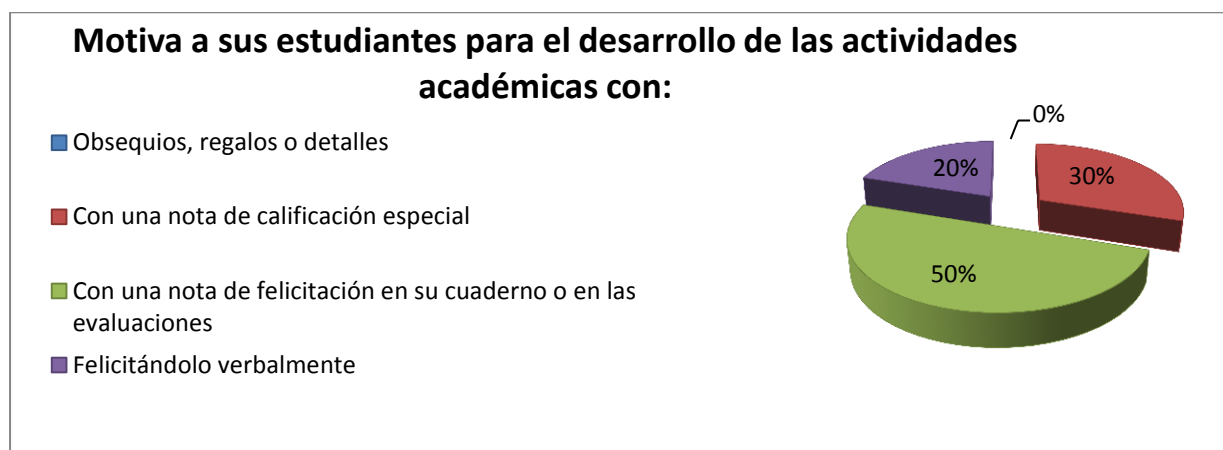 Motiva a sus estudiantes para el desarrollo de las actividades
académicas con:
Obsequios, regalos o detalles
Con una nota de calificación especial
Con una nota de felicitación en su cuaderno o en las
evaluaciones
Felicitándolo verbalmente
0%
30%
20%
50%